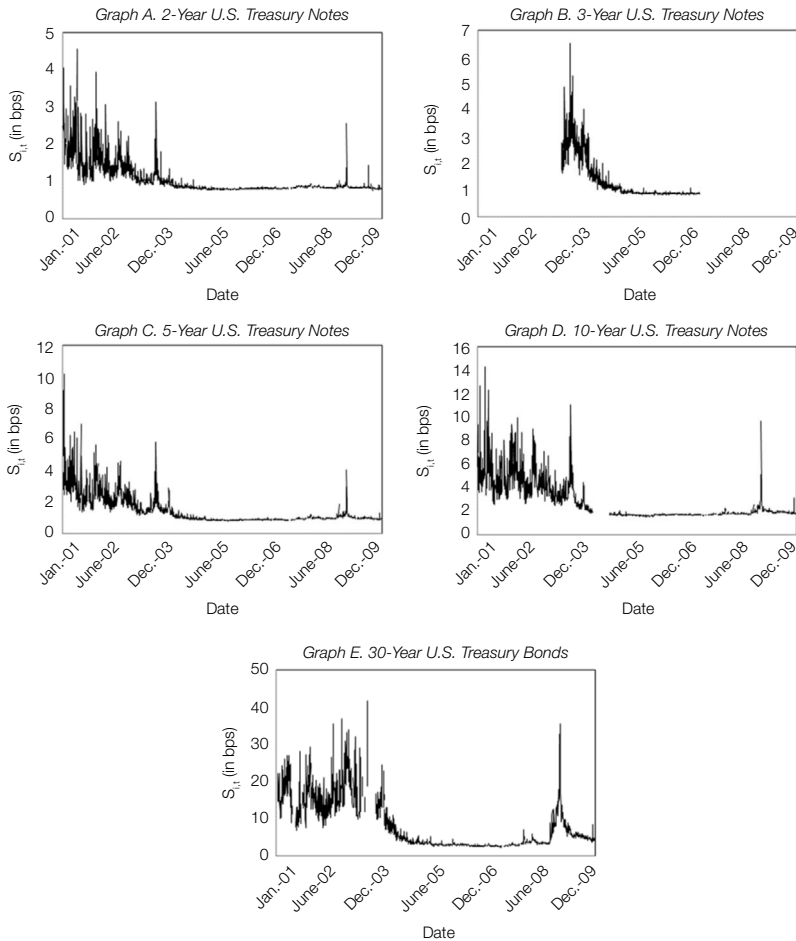 Graph A. 2-Year U.S. Treasury Notes
5
4
3
2
1
0
S i,t (in bps)
Jan.-01
June-02
Dec.-03
June-05
Dec.-06
June-08
Dec.-09
Date
Graph B. 3-Year U.S. Treasury Notes
7
6
5
4
3
2
1
0
S i,t (in bps)
Jan.-01
June-02
Dec.-03
June-05
Dec.-06
June-08
Dec.-09
Date
Graph C. 5-Year U.S. Treasury Notes
12
10
8
6
4
2
0
S i,t (in bps)
Jan.-01
June-02
Dec.-03
June-05
Dec.-06
June-08
Dec.-09
Date
Graph D. 10-Year U.S. Treasury Notes
16
14
12
10
8
6
4
2
0
S i,t (in bps)
Jan.-01
June-02
Dec.-03
June-05
Dec.-06
June-08
Dec.-09
Date
Graph E. 30-Year U.S. Treasury Bonds
50
40
30
20
10
0
S i,t (in bps)
Jan.-01
June-02
Dec.-03
June-05
Dec.-06
June-08
Dec.-09
Date